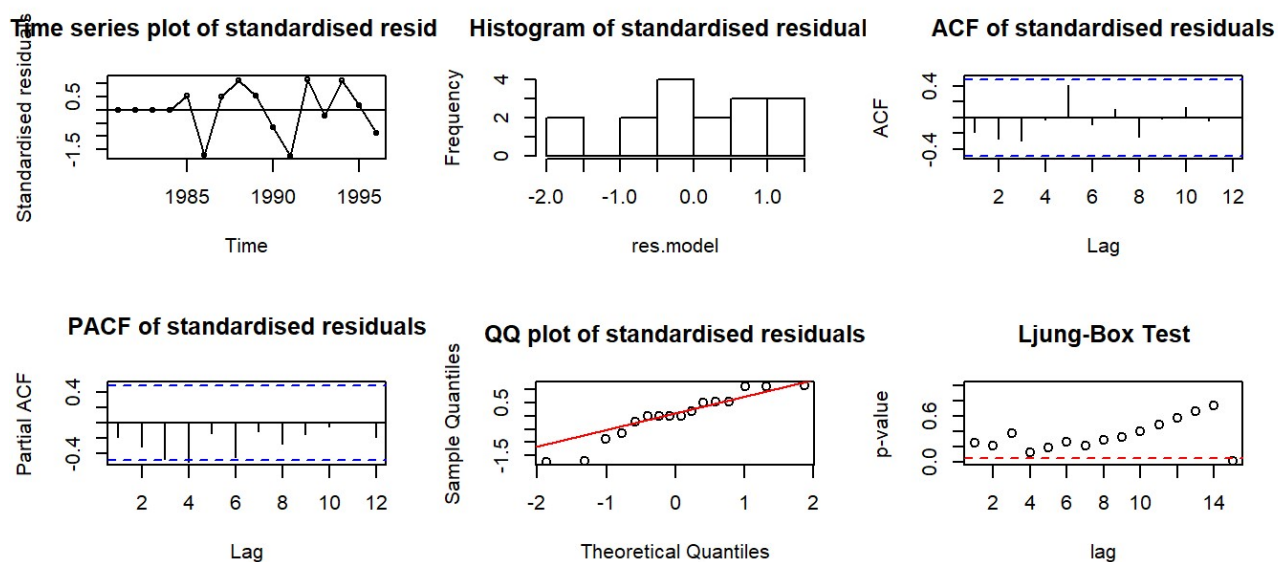 Time series plot of standardised resid
Standardised residuals
0.5
-1.5
1985 1990 1995
Time
Histogram of standardised residual
Frequency
4
2
0
-2.0 -1.0 0.0 1.0
res.model
ACF of standardised residuals
ACF
0.4
-0.4
2 4 6 8 10 12
Lag
PACF of standardised residuals
Partial ACF
0.4
-0.4
2 4 6 8 10 12
Lag
QQ plot of standardised residuals
Sample Quantiles
0.5
-1.5
-2 -1 0 1 2
Theoretical Quantiles
Ljung-Box Test
p-value
0.6
0.0
2 4 6 8 10 14
lag